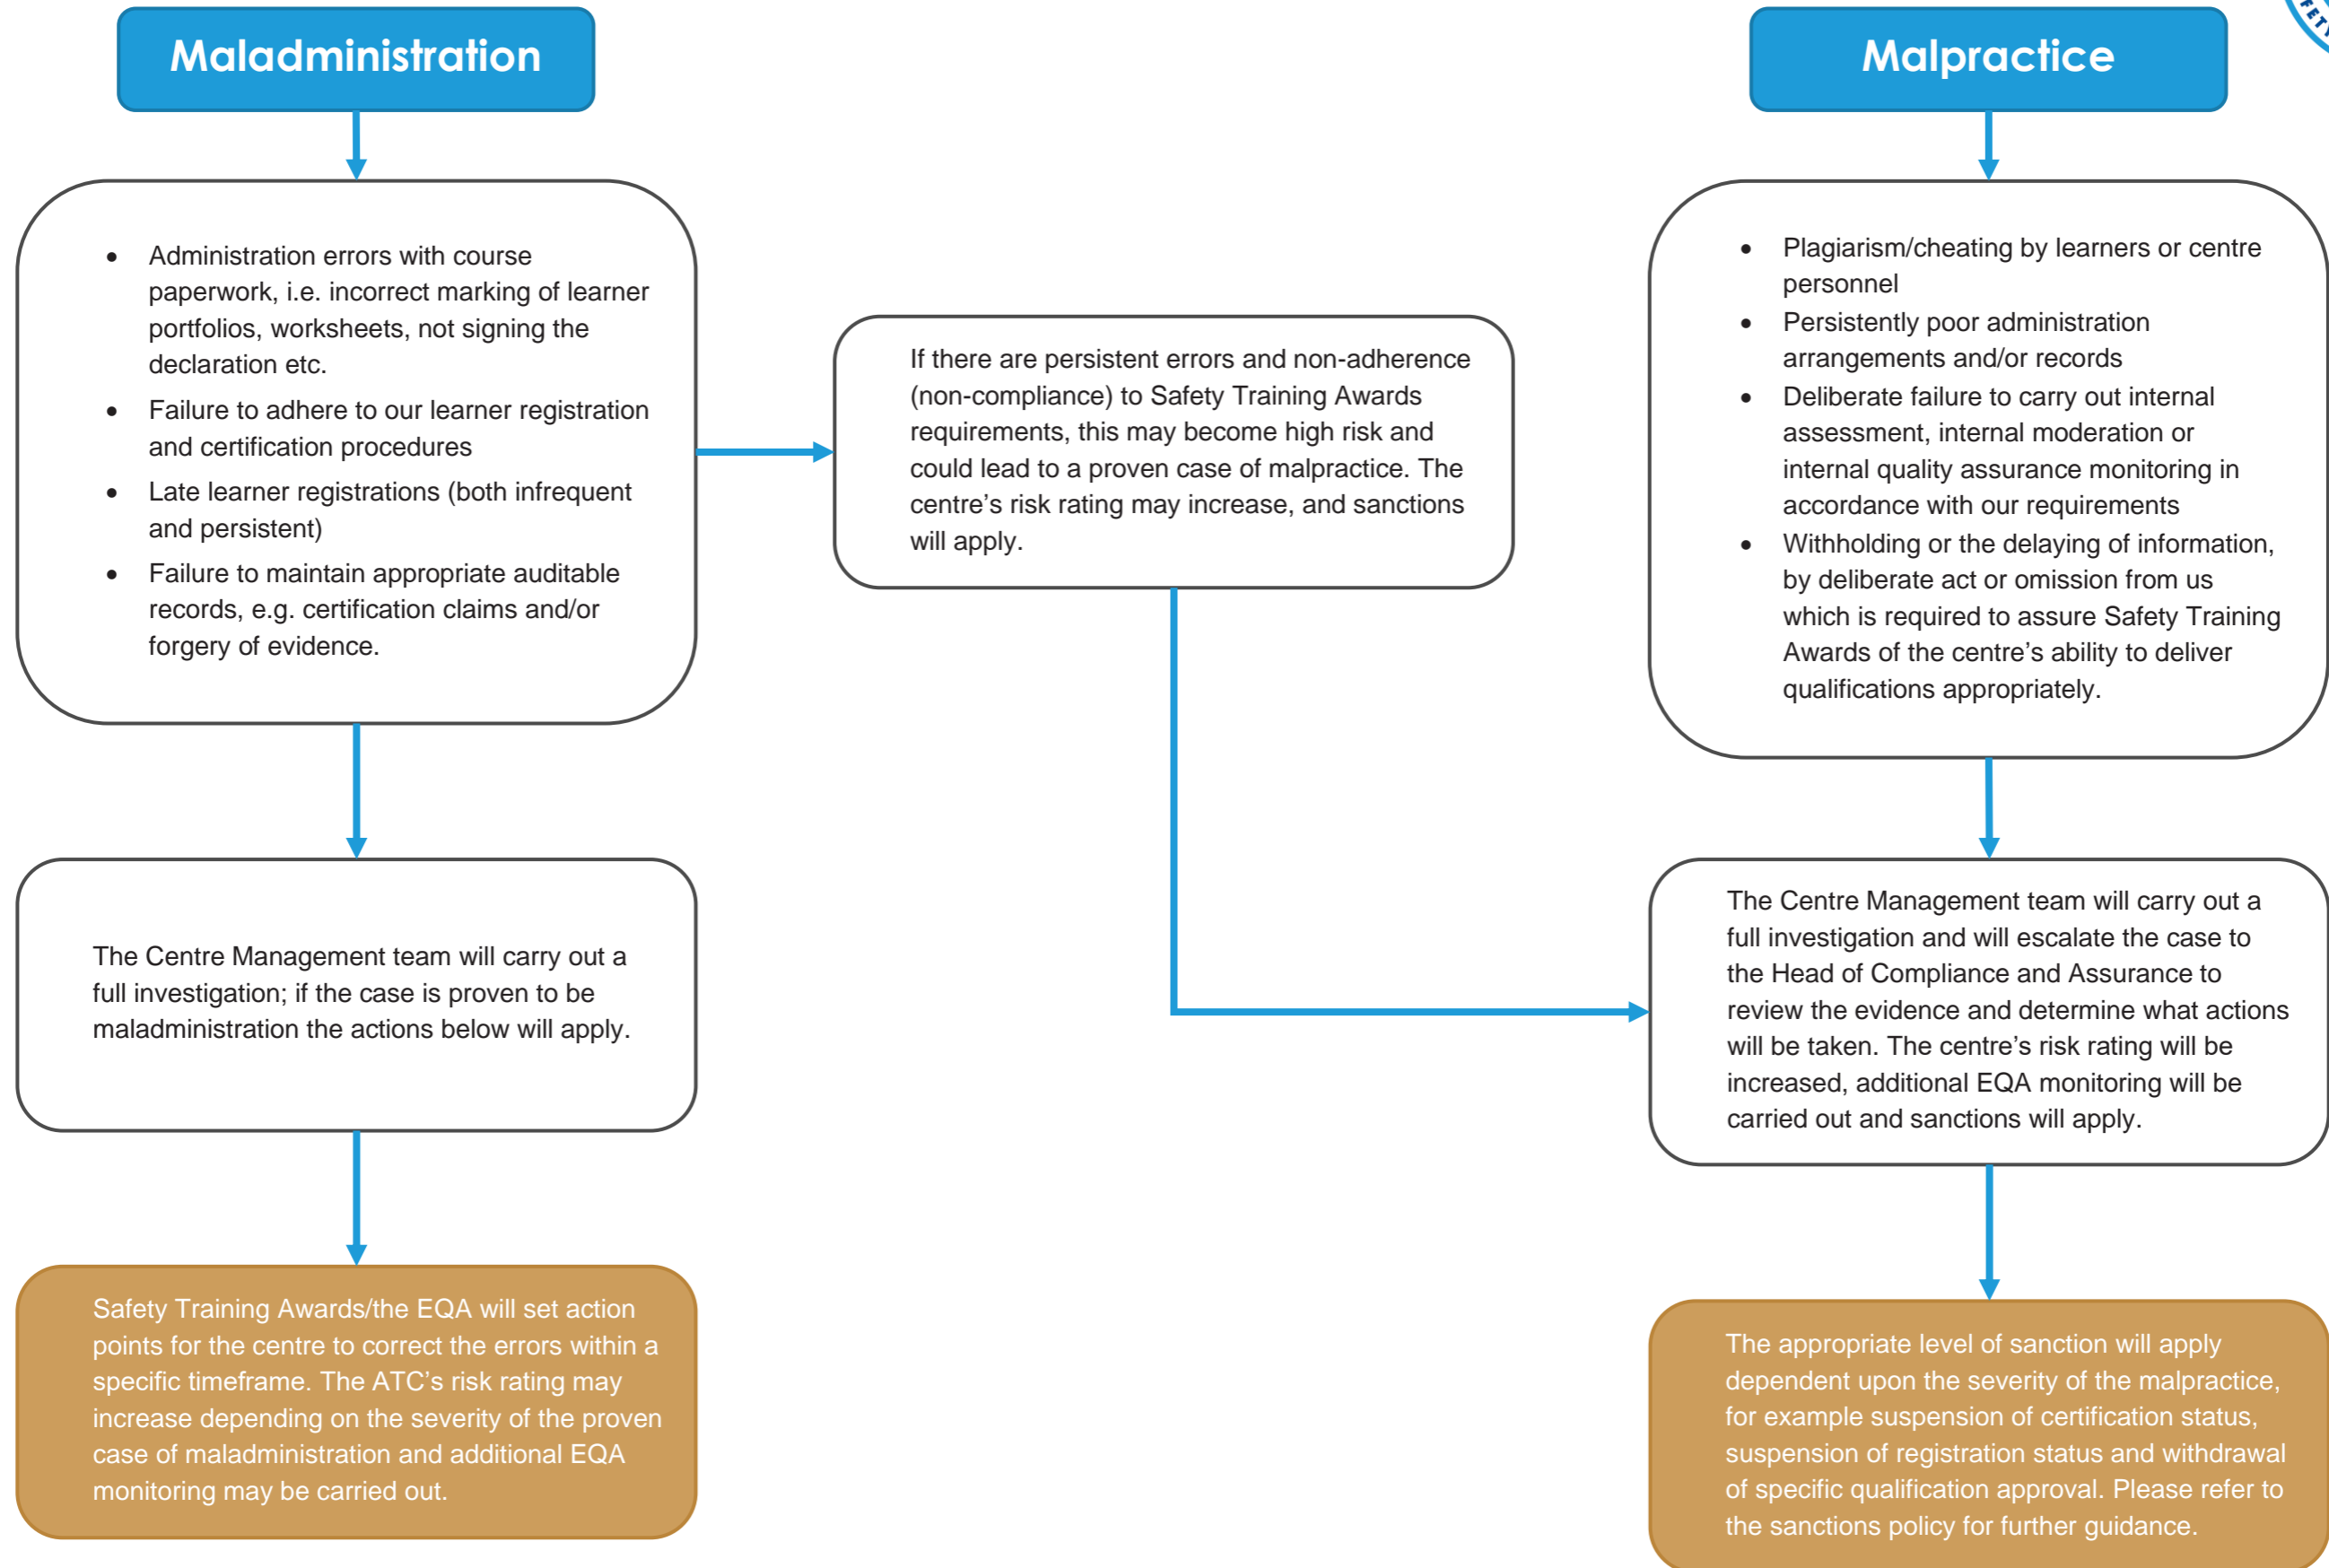 Maladministration
• Administration errors with course
paperwork, i.e. incorrect marking of learner
portfolios, worksheets, not signing the
declaration etc.
• Failure to adhere to our learner registration
and certification procedures
• Late learner registrations (both infrequent
and persistent)
• Failure to maintain appropriate auditable
records, e.g. certification claims and/or
forgery of evidence.
The Centre Management team will carry out a
full investigation; if the case is proven to be
maladministration the actions below will apply.
Safety Training Awards/the EQA will set action
points for the centre to correct the errors within a
specific timeframe. The ATC’s risk rating may
increase depending on the severity of the proven
case of maladministration and additional EQA
monitoring may be carried out.
If there are persistent errors and non-adherence
(non-compliance) to Safety Training Awards
requirements, this may become high risk and
could lead to a proven case of malpractice. The
centre’s risk rating may increase, and sanctions
will apply.
Malpractice
• Plagiarism/cheating by learners or centre
personnel
• Persistently poor administration
arrangements and/or records
• Deliberate failure to carry out internal
assessment, internal moderation or
internal quality assurance monitoring in
accordance with our requirements
• Withholding or the delaying of information,
by deliberate act or omission from us
which is required to assure Safety Training
Awards of the centre’s ability to deliver
qualifications appropriately.
The Centre Management team will carry out a
full investigation and will escalate the case to
the Head of Compliance and Assurance to
review the evidence and determine what actions
will be taken. The centre’s risk rating will be
increased, additional EQA monitoring will be
carried out and sanctions will apply.
The appropriate level of sanction will apply
dependent upon the severity of the malpractice,
for example suspension of certification status,
suspension of registration status and withdrawal
of specific qualification approval. Please refer to
the sanctions policy for further guidance.